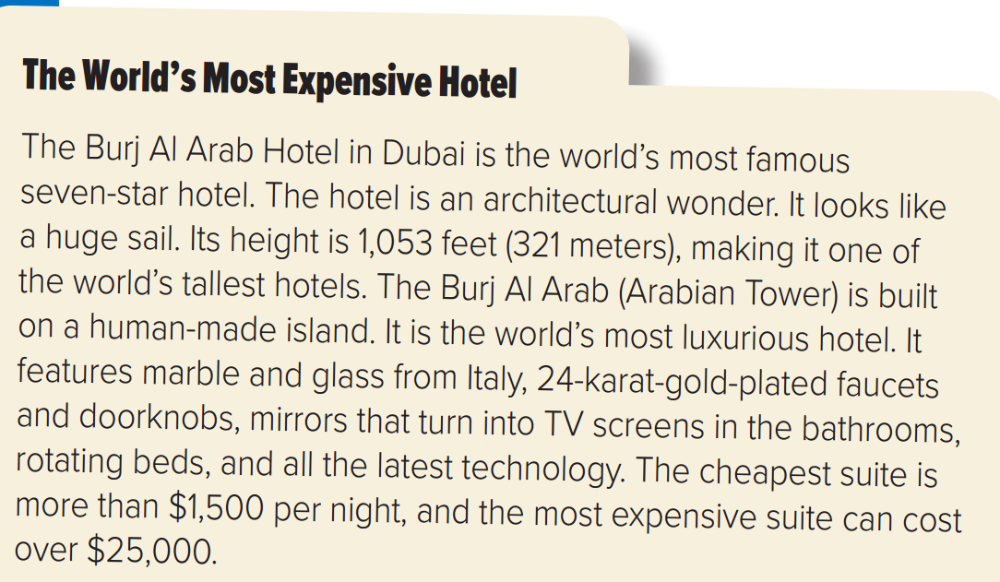 The World's Most Expensive Hotel
The Burj Al Arab Hotel in Dubai is the world's most famous
seven-star hotel. The hotel is an architectural wonder. It looks like
a huge sail. Its height is 1,053 feet (321 meters), making it one of
the world's tallest hotels. The Burj Al Arab (Arabian Tower) is built
on a human-made island. It is the world's most luxurious hotel. It
features marble and glass from Italy, 24-karat-gold-plated faucets
and doorknobs, mirrors that turn into TV screens in the bathrooms,
rotating beds, and all the latest technology. The cheapest suite is
more than $1,500 per night, and the most expensive suite can cost
over $25,000.